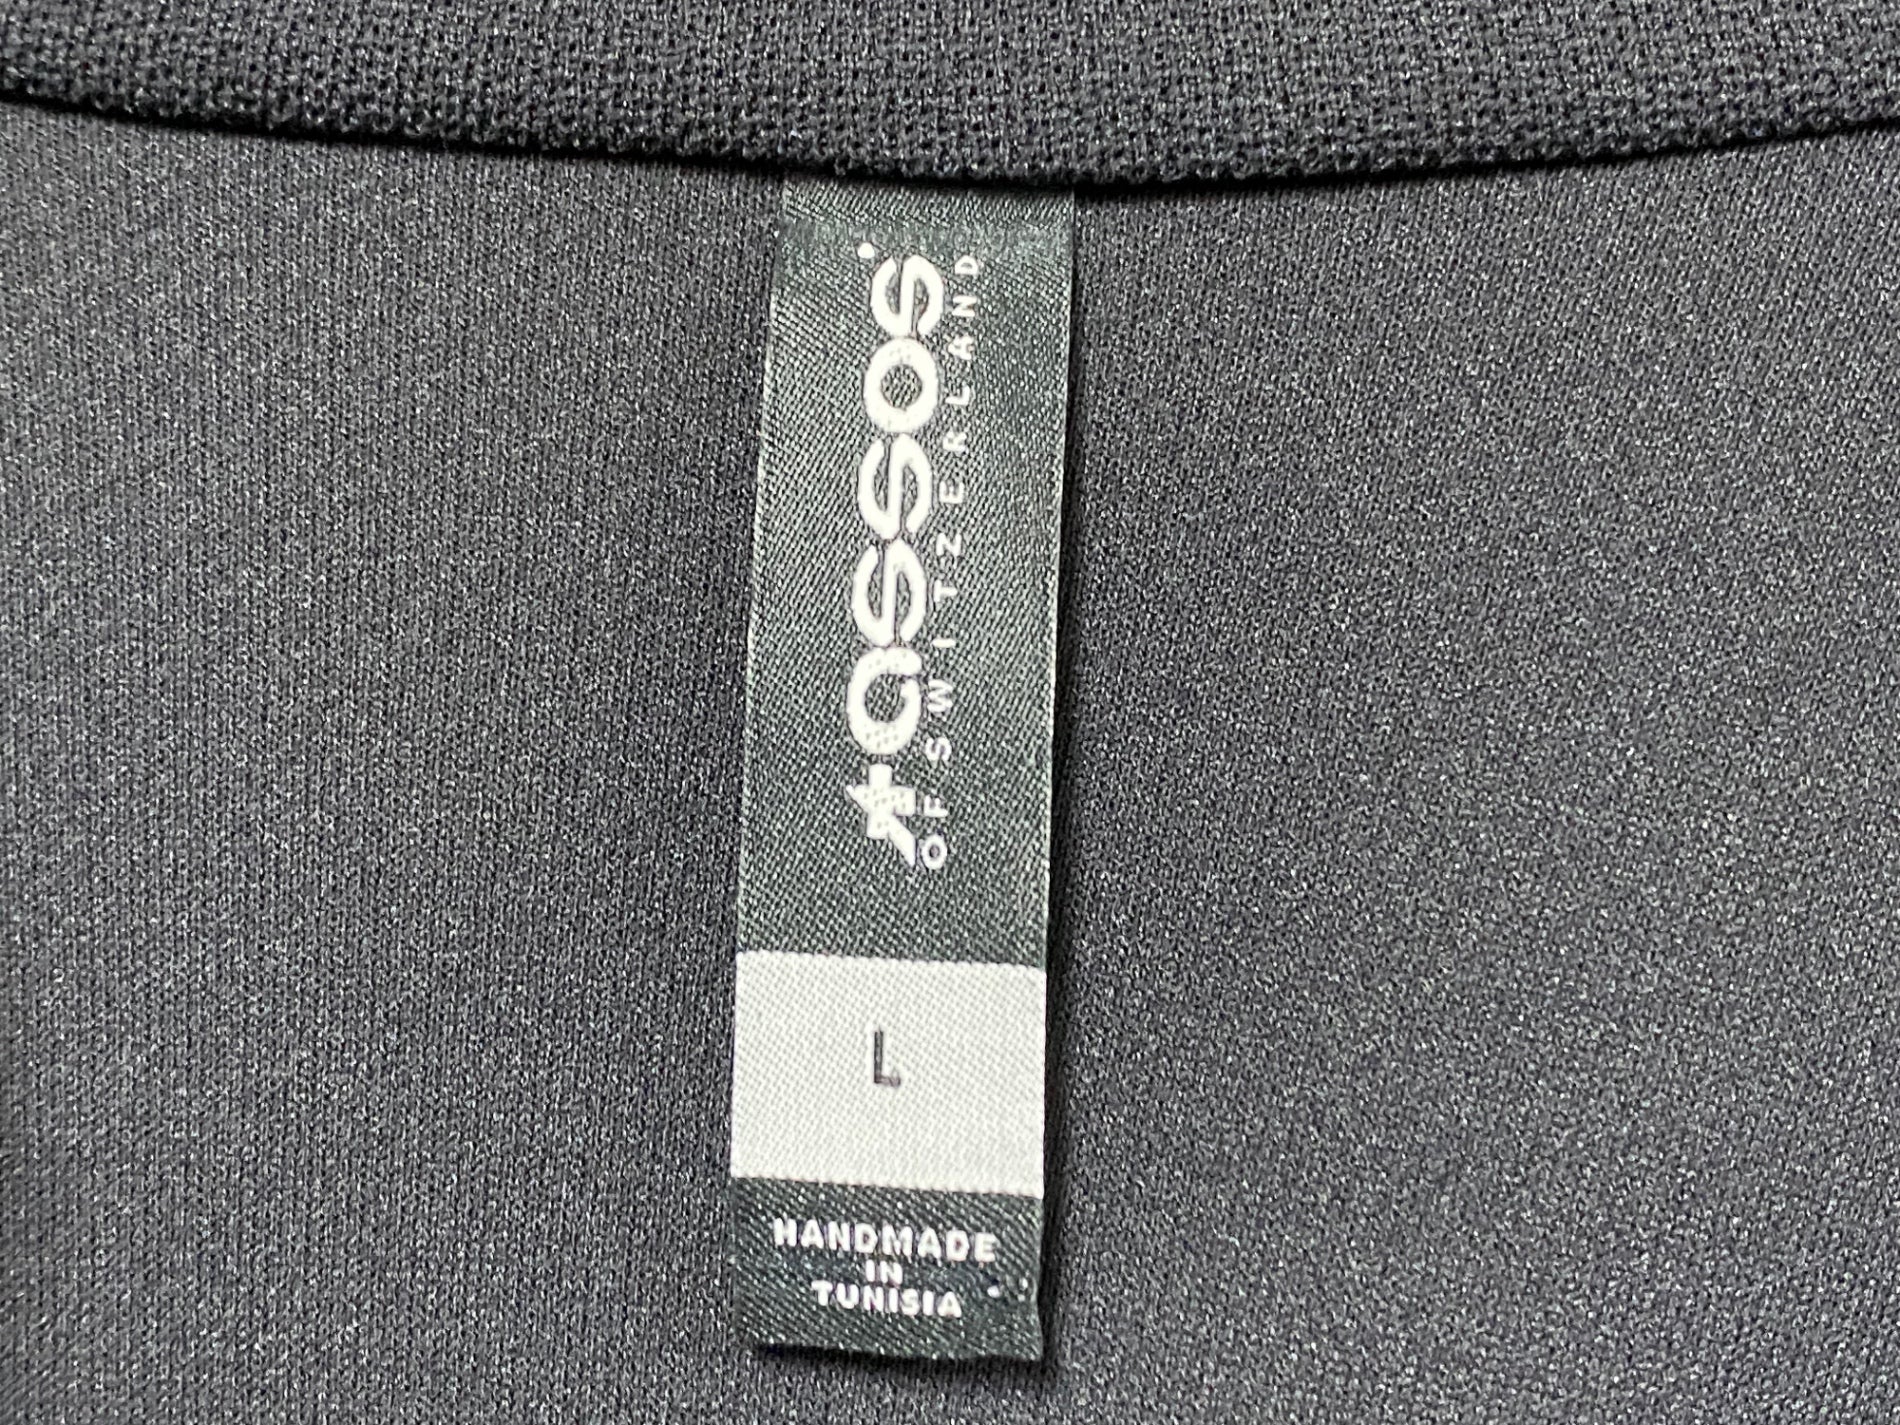 assos
OF SWITZERLAND
L
HANDMADE
IN
TUNISIA